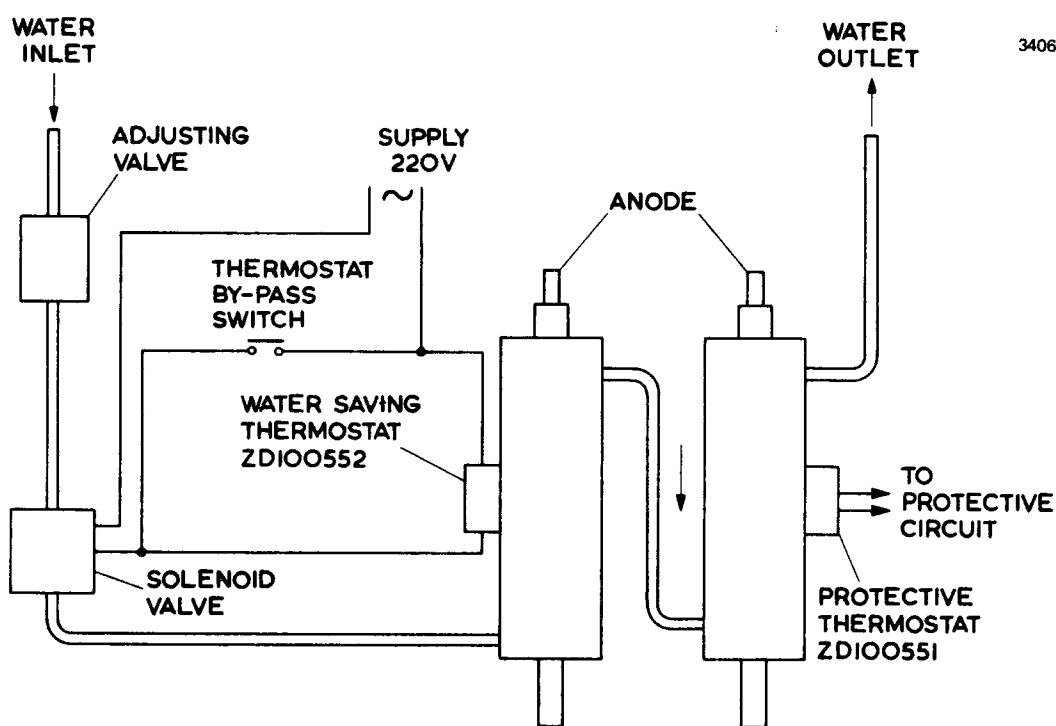 WATER
INLET
WATER
OUTLET
3406
ADJUSTING
VALVE
SUPPLY
220V
~
ANODE
THERMOSTAT
BY-PASS
SWITCH
WATER SAVING
THERMOSTAT
ZD100552
TO
PROTECTIVE
CIRCUIT
SOLENOID
VALVE
PROTECTIVE
THERMOSTAT
ZD100551